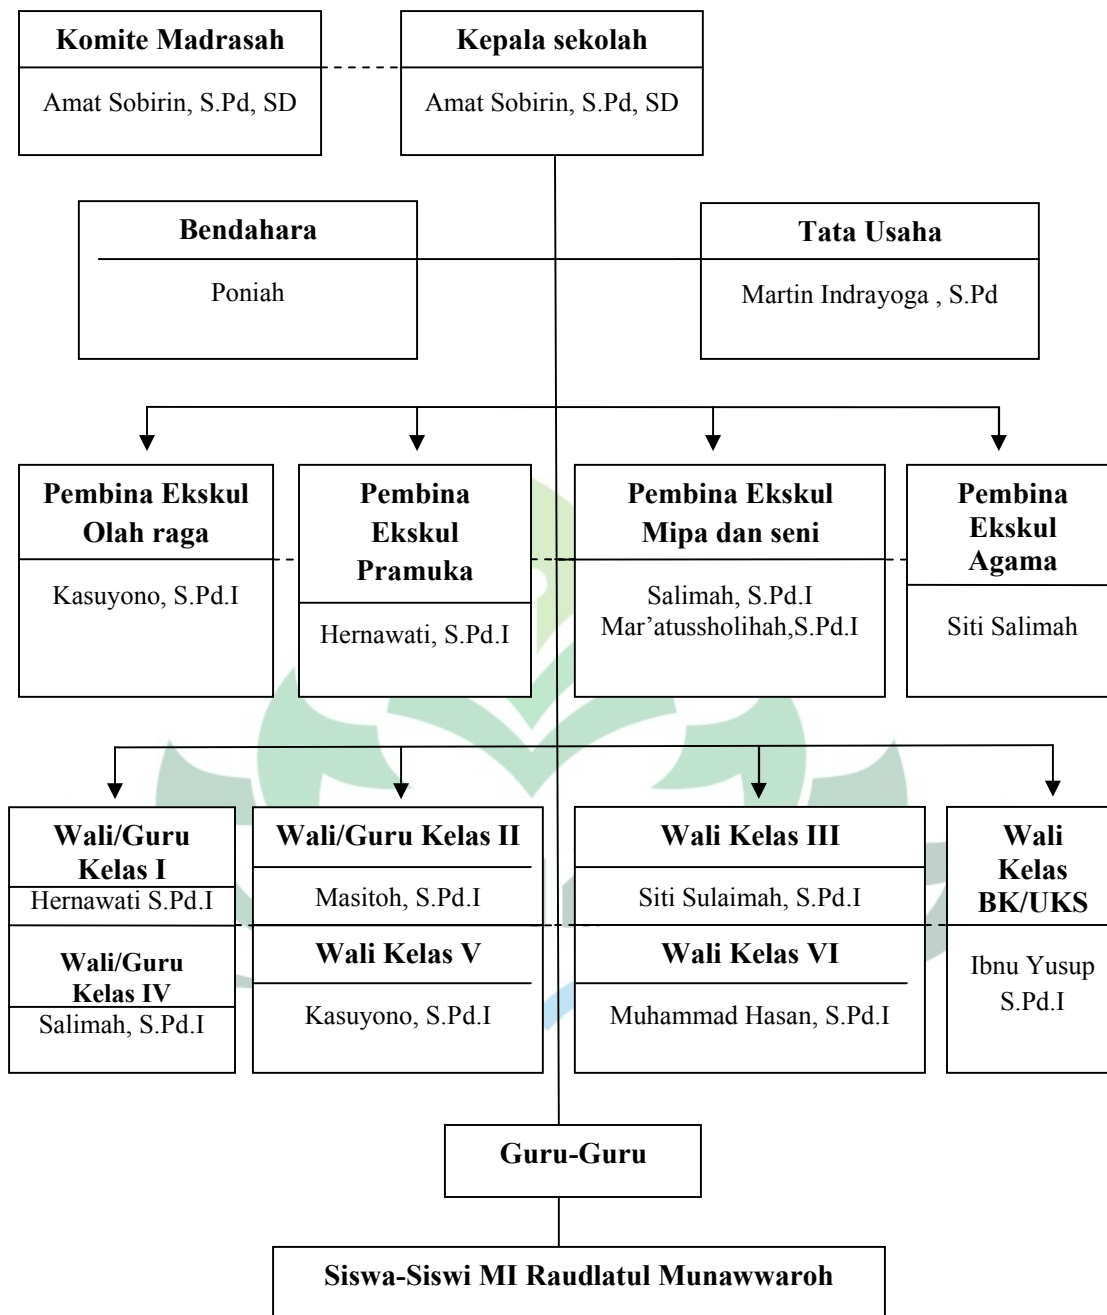 Komite Madrasah
Amat Sobirin, S.Pd, SD
Kepala sekolah
Amat Sobirin, S.Pd, SD
Bendahara
Poniah
Tata Usaha
Martin Indrayoga , S.Pd
Pembina Ekskul
Olah raga
Kasuyono, S.Pd.I
Pembina
Ekskul
Pramuka
Hernawati, S.Pd.I
Pembina Ekskul
Mipa dan seni
Salimah, S.Pd.I
Mar’atussholihah,S.Pd.I
Pembina
Ekskul
Agama
Siti Salimah
Wali/Guru
Kelas I
Hernawati S.Pd.I
Wali/Guru Kelas II
Masitoh, S.Pd.I
Wali Kelas III
Siti Sulaimah, S.Pd.I
Wali
Kelas
BK/UKS
Ibnu Yusup
S.Pd.I
Wali/Guru
Kelas IV
Salimah, S.Pd.I
Wali Kelas V
Kasuyono, S.Pd.I
Wali Kelas VI
Muhammad Hasan, S.Pd.I
Guru-Guru
Siswa-Siswi MI Raudlatul Munawwaroh